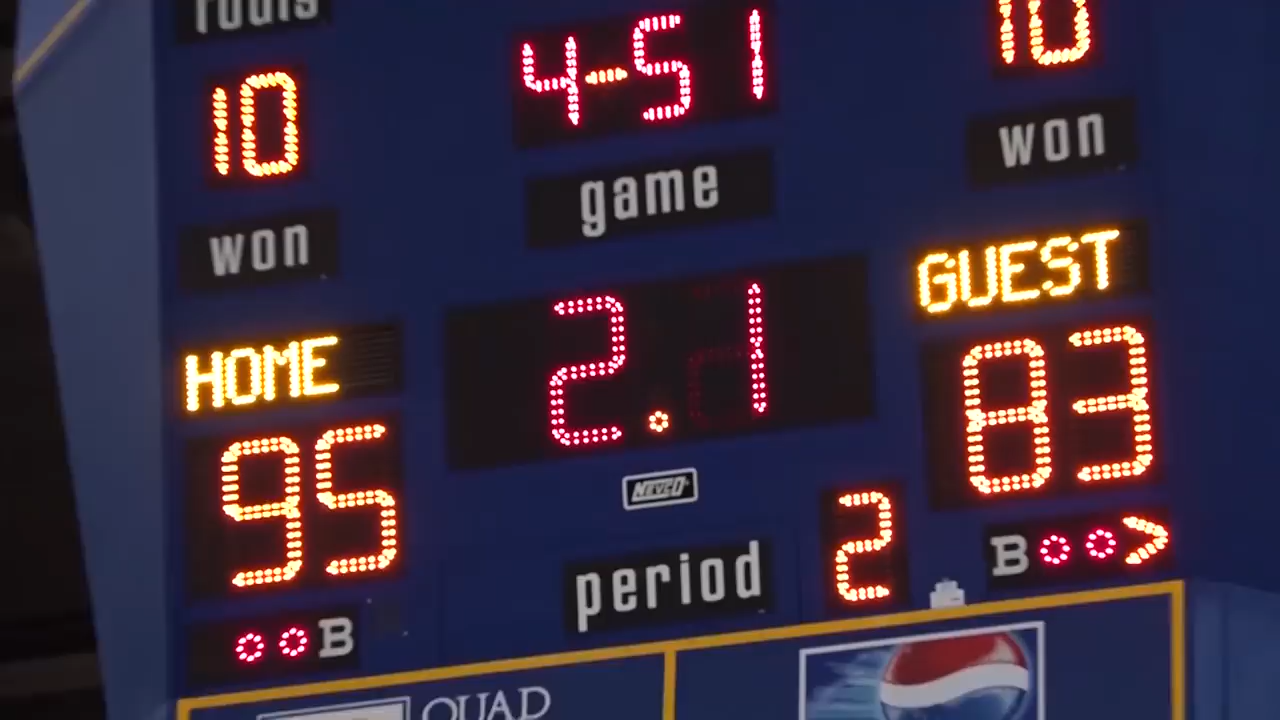 fouls
10 4-51 10
won game won
HOME 2.1 GUEST
95 83
NEVCO
period 2 B
B
QUAD